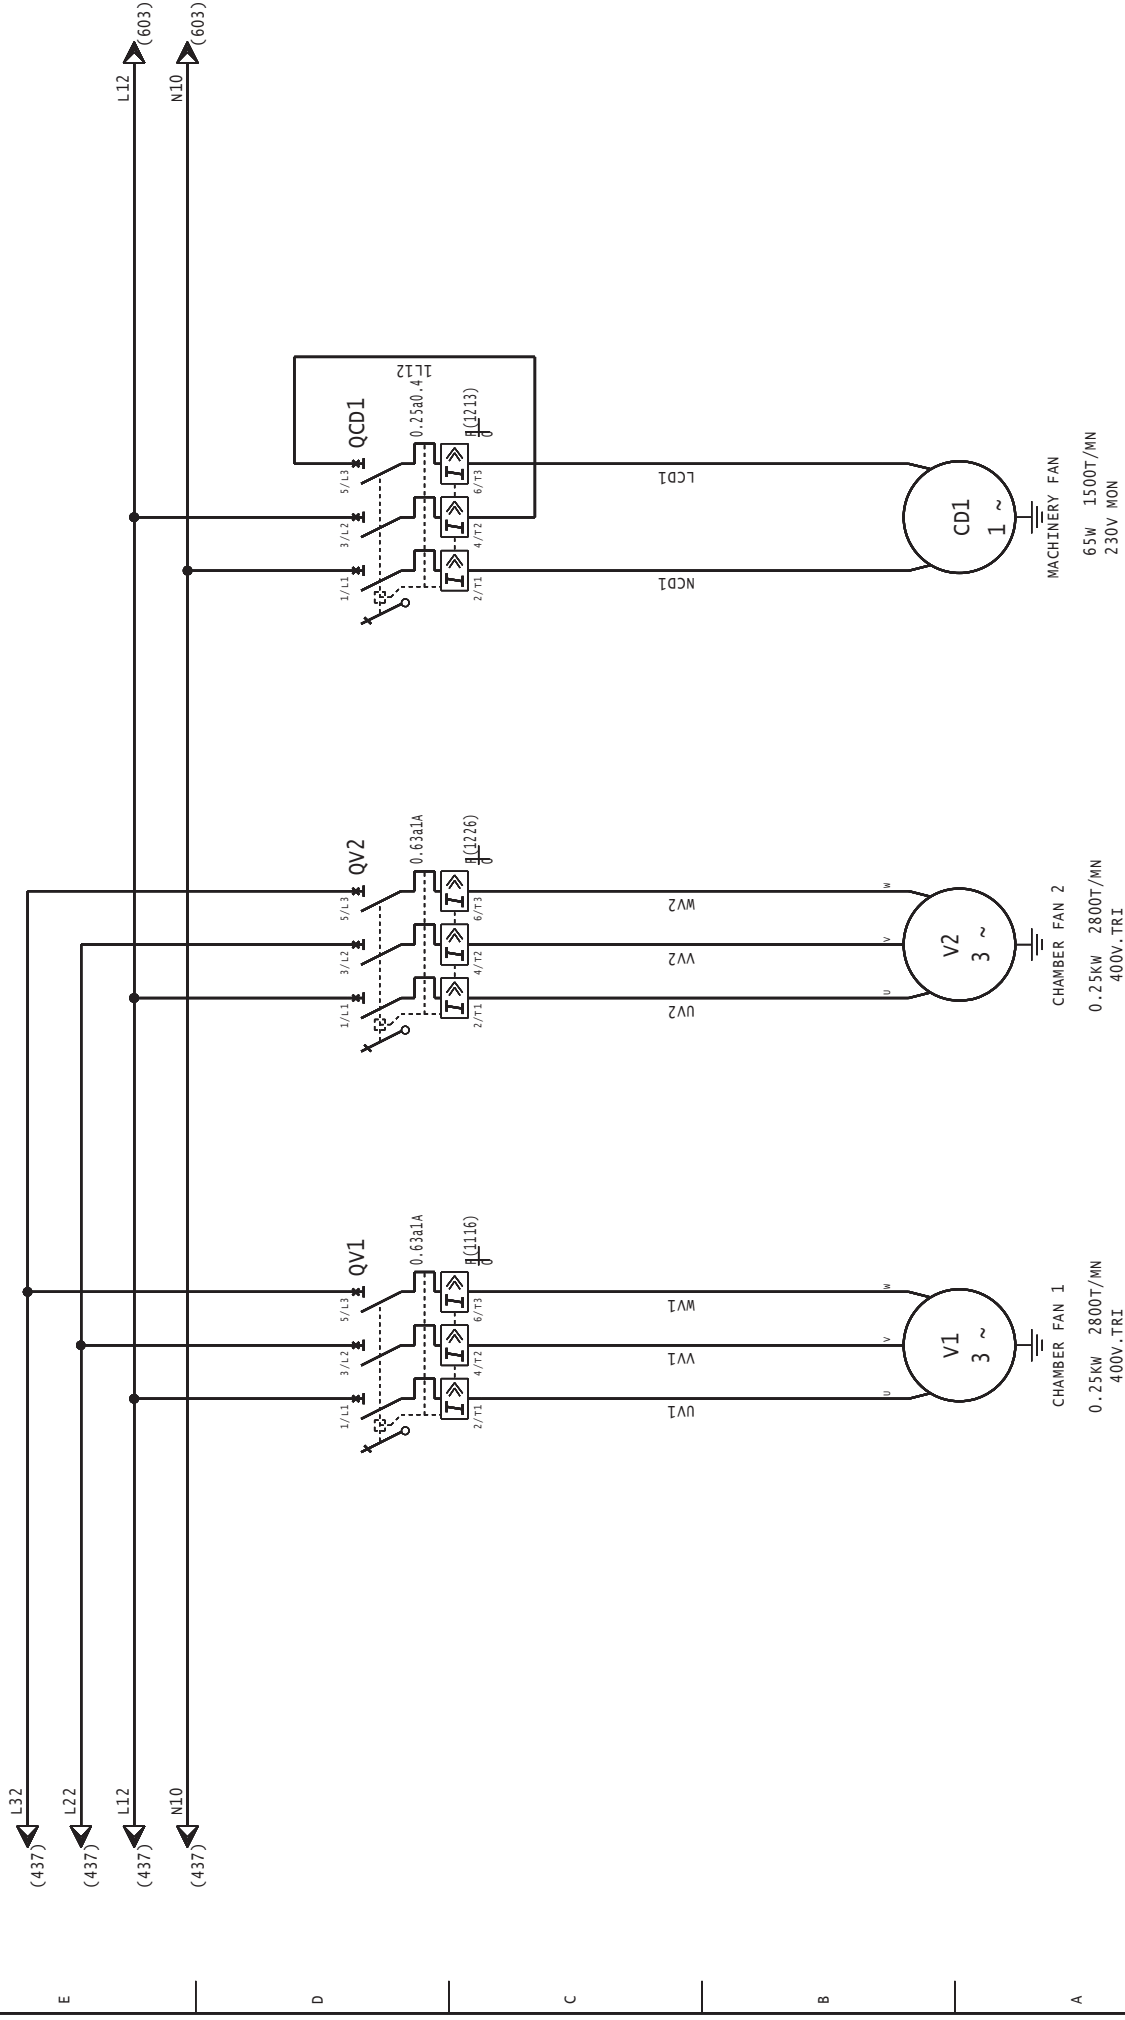 L32
(437)
L22
(437)
L12
(437)
N10
(437)
L12
(603)
N10
(603)
QV1
1/L1
3/L2
5/L3
0.63a1A
2/T1
4/T2
6/T3
(1116)
UV1
VV1
WV1
U
V
W
V1
3 ~
CHAMBER FAN 1
0.25KW 2800T/MN
400V.TRI
QV2
1/L1
3/L2
5/L3
0.63a1A
2/T1
4/T2
6/T3
(1226)
UV2
VV2
WV2
U
V
W
V2
3 ~
CHAMBER FAN 2
0.25KW 2800T/MN
400V.TRI
QCD1
1/L1
3/L2
5/L3
1L12
0.25a0.4
2/T1
4/T2
6/T3
(1213)
NCD1
LCD1
CD1
1 ~
MACHINERY FAN
65W 1500T/MN
230V MON
E
D
C
B
A